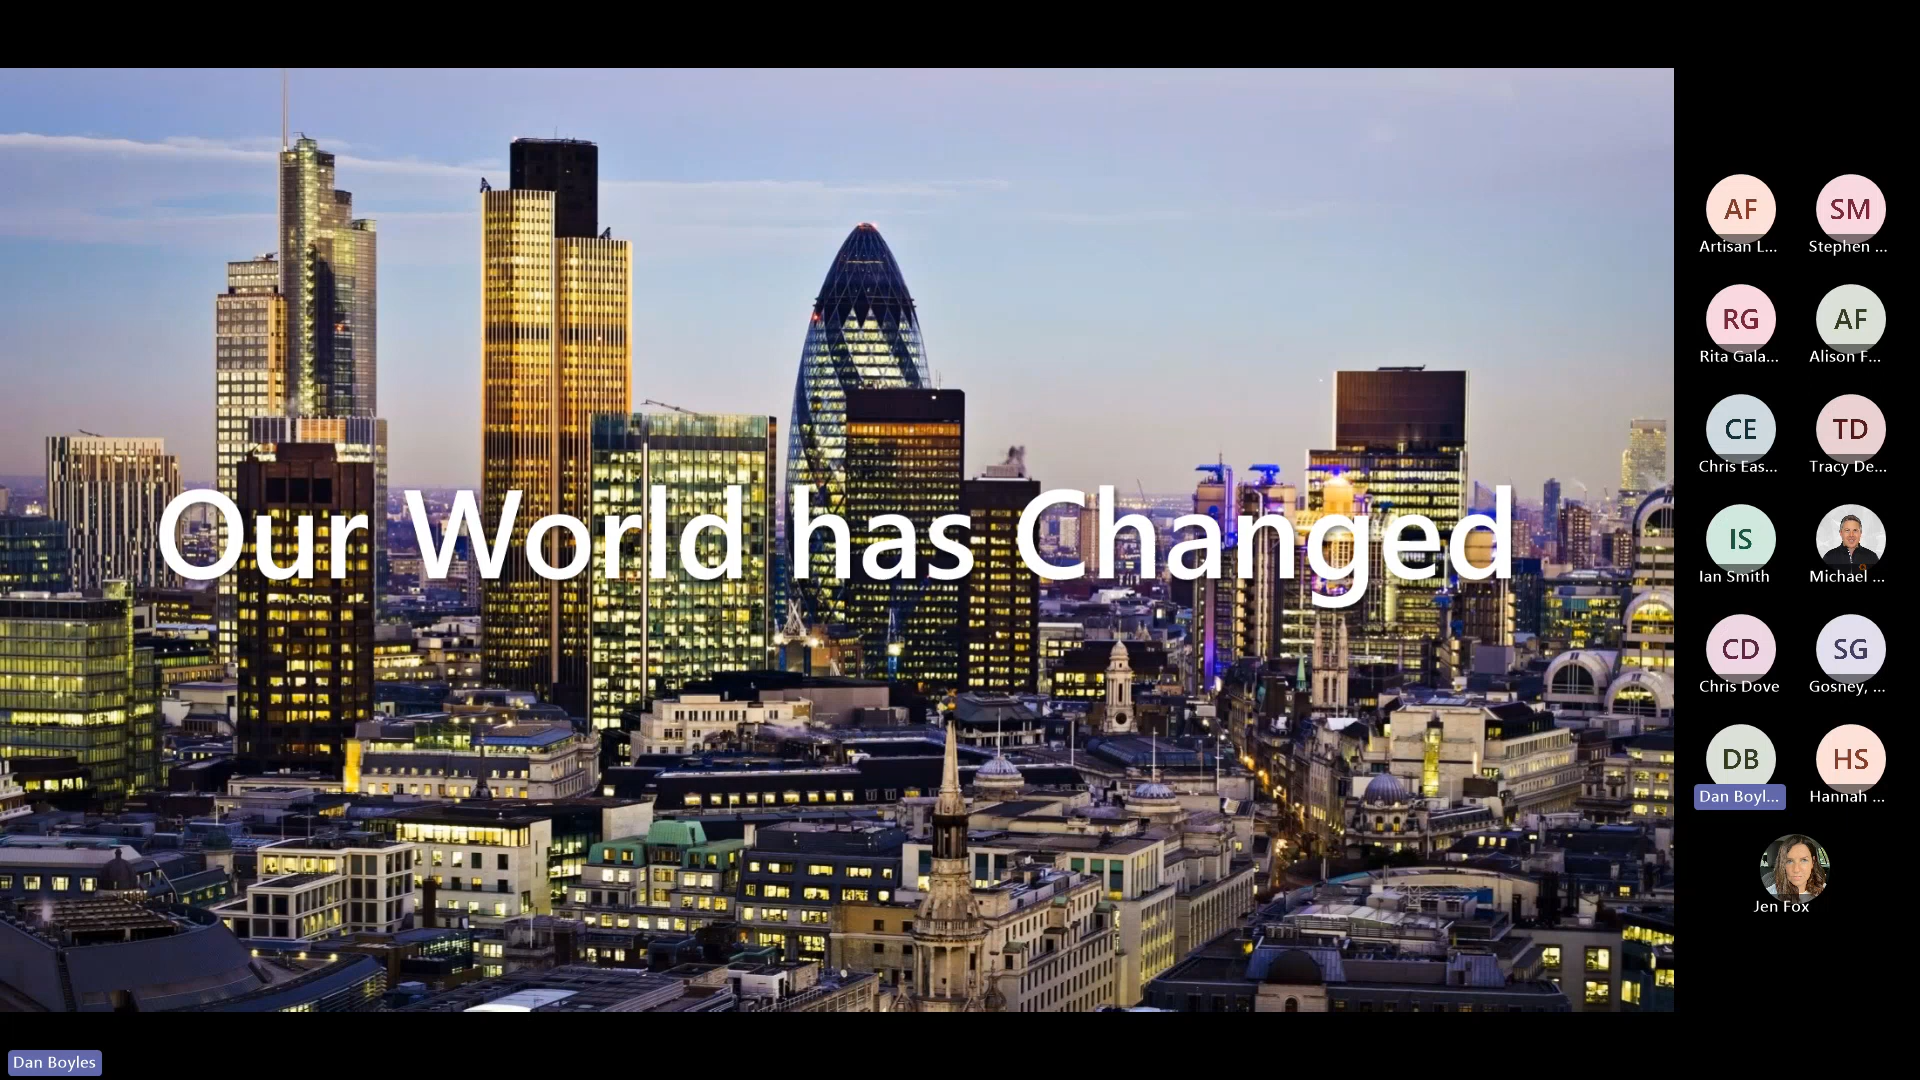 Our World has Changed
AF
Artisan L...
SM
Stephen ...
RG
Rita Gala...
AF
Alison F...
CE
Chris Eas...
TD
Tracy De...
IS
Ian Smith
Michael ...
CD
Chris Dove
SG
Gosney, ...
DB
Dan Boyl...
HS
Hannah ...
Jen Fox
Dan Boyles